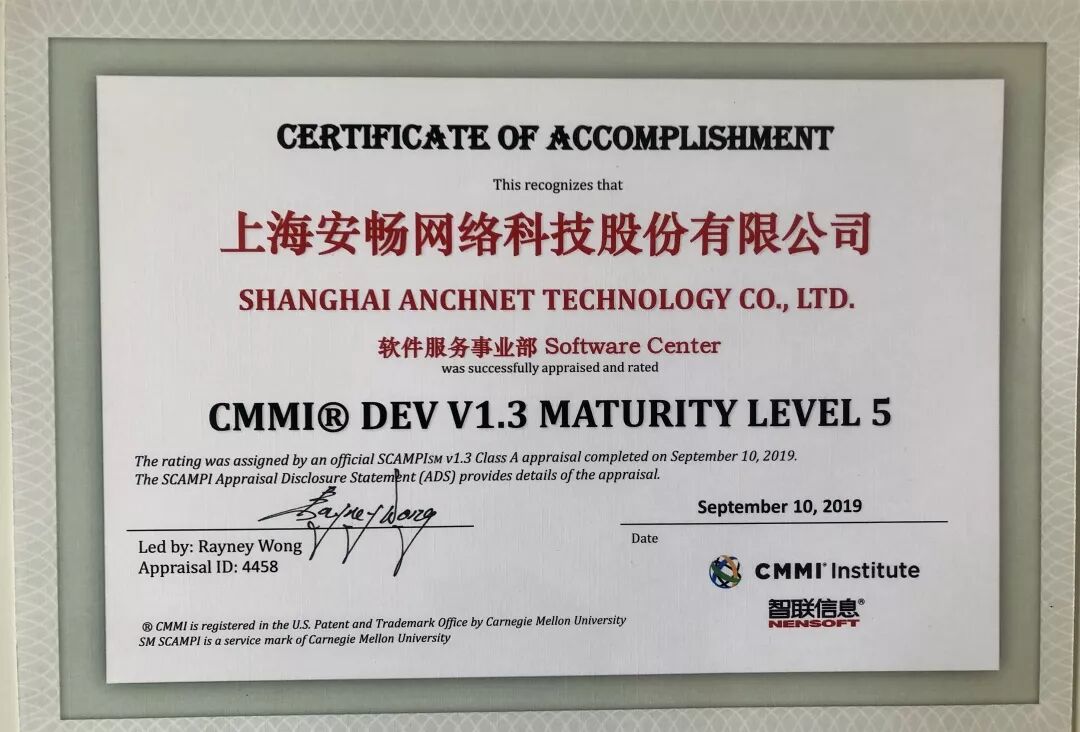 CERTIFICATE OF ACCOMPLISHMENT
This recognizes that
上海安畅网络科技股份有限公司
SHANGHAI ANCHNET TECHNOLOGY CO., LTD.
软件服务事业部 Software Center
was successfully appraised and rated
CMMI® DEV V1.3 MATURITY LEVEL 5
The rating was assigned by an official SCAMPISM v1.3 Class A appraisal completed on September 10, 2019.
The SCAMPI Appraisal Disclosure Statement (ADS) provides details of the appraisal.
Rayney Wong
September 10, 2019
Led by: Rayney Wong
Date
Appraisal ID: 4458
CMMI® Institute
智联信息®
NENSOFT
® CMMI is registered in the U.S. Patent and Trademark Office by Carnegie Mellon University
SM SCAMPI is a service mark of Carnegie Mellon University